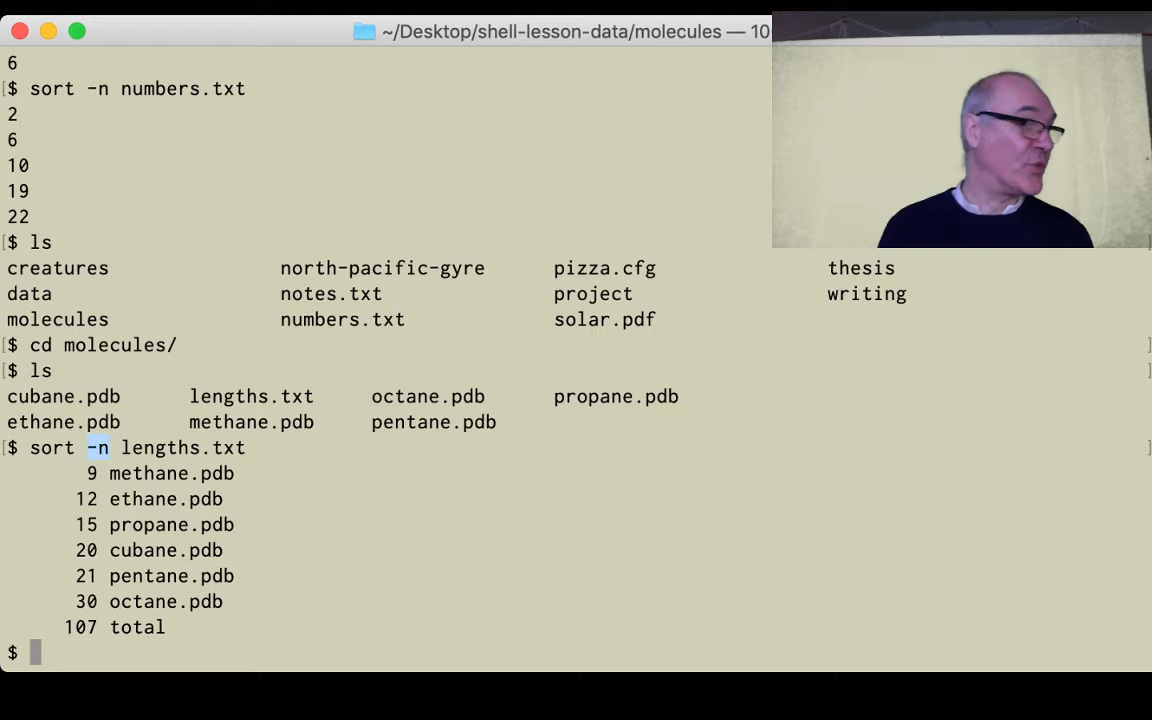 ~/Desktop/shell-lesson-data/molecules — 10
6
[$ sort -n numbers.txt
2
6
10
19
22
[$ ls ]
creatures north-pacific-gyre pizza.cfg thesis
data notes.txt project writing
molecules numbers.txt solar.pdf
[$ cd molecules/ ]
[$ ls ]
cubane.pdb lengths.txt octane.pdb propane.pdb
ethane.pdb methane.pdb pentane.pdb
[$ sort -n lengths.txt ]
9 methane.pdb
12 ethane.pdb
15 propane.pdb
20 cubane.pdb
21 pentane.pdb
30 octane.pdb
107 total
$